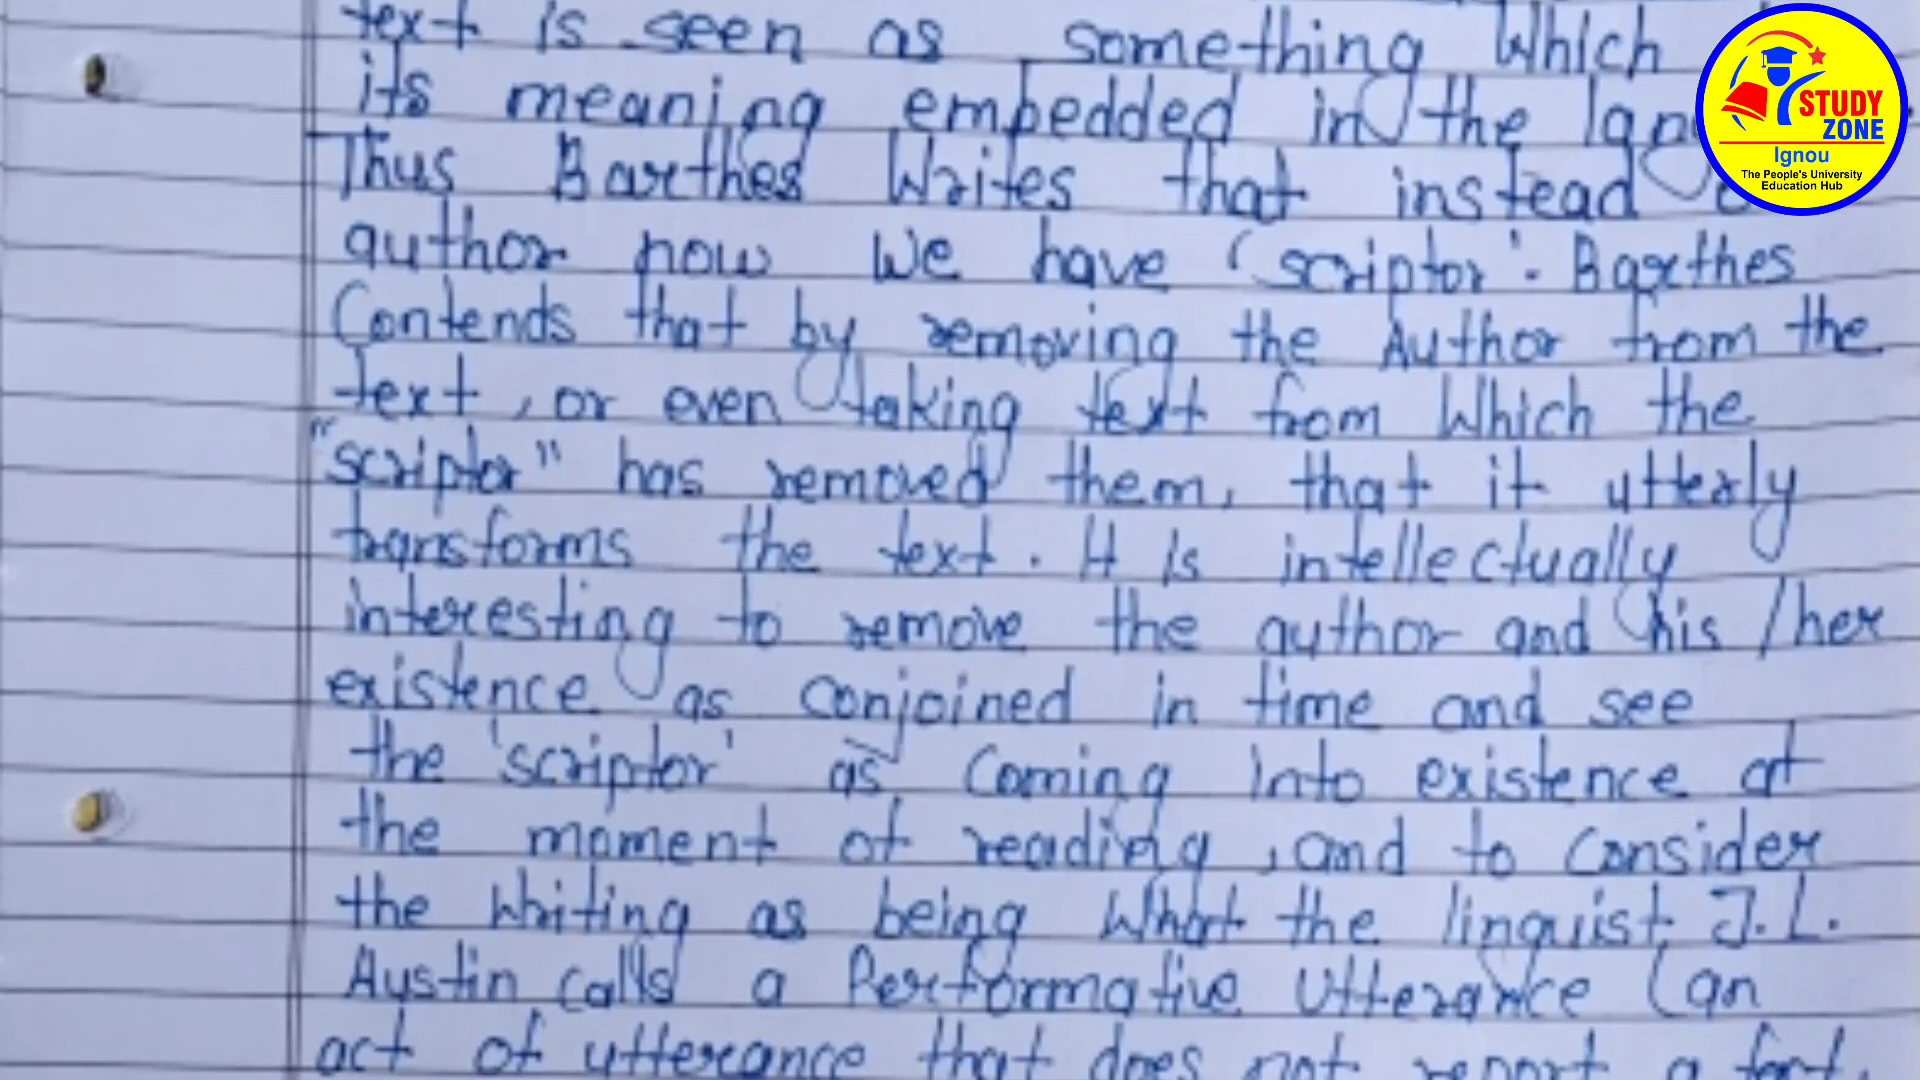 text is seen as something Which
its meaning embedded in the
Thus Barthes Writes that instead
author now We have 'scriptor'. Barthes
Contends that by removing the Author from the
text, or even taking text from Which the
"scriptor" has removed them, that it utterly
transforms the text. It is intellectually
interesting to remove the author and his /her
existence as conjoined in time and see
the 'scriptor' as coming into existence at
the moment of reading, and to consider
the Writing as being What the linguist J.L.
Austin calls a Performative Utterance (an
act of utterance that does not report a fact,
STUDY
ZONE
Ignou
The People's University
Education Hub